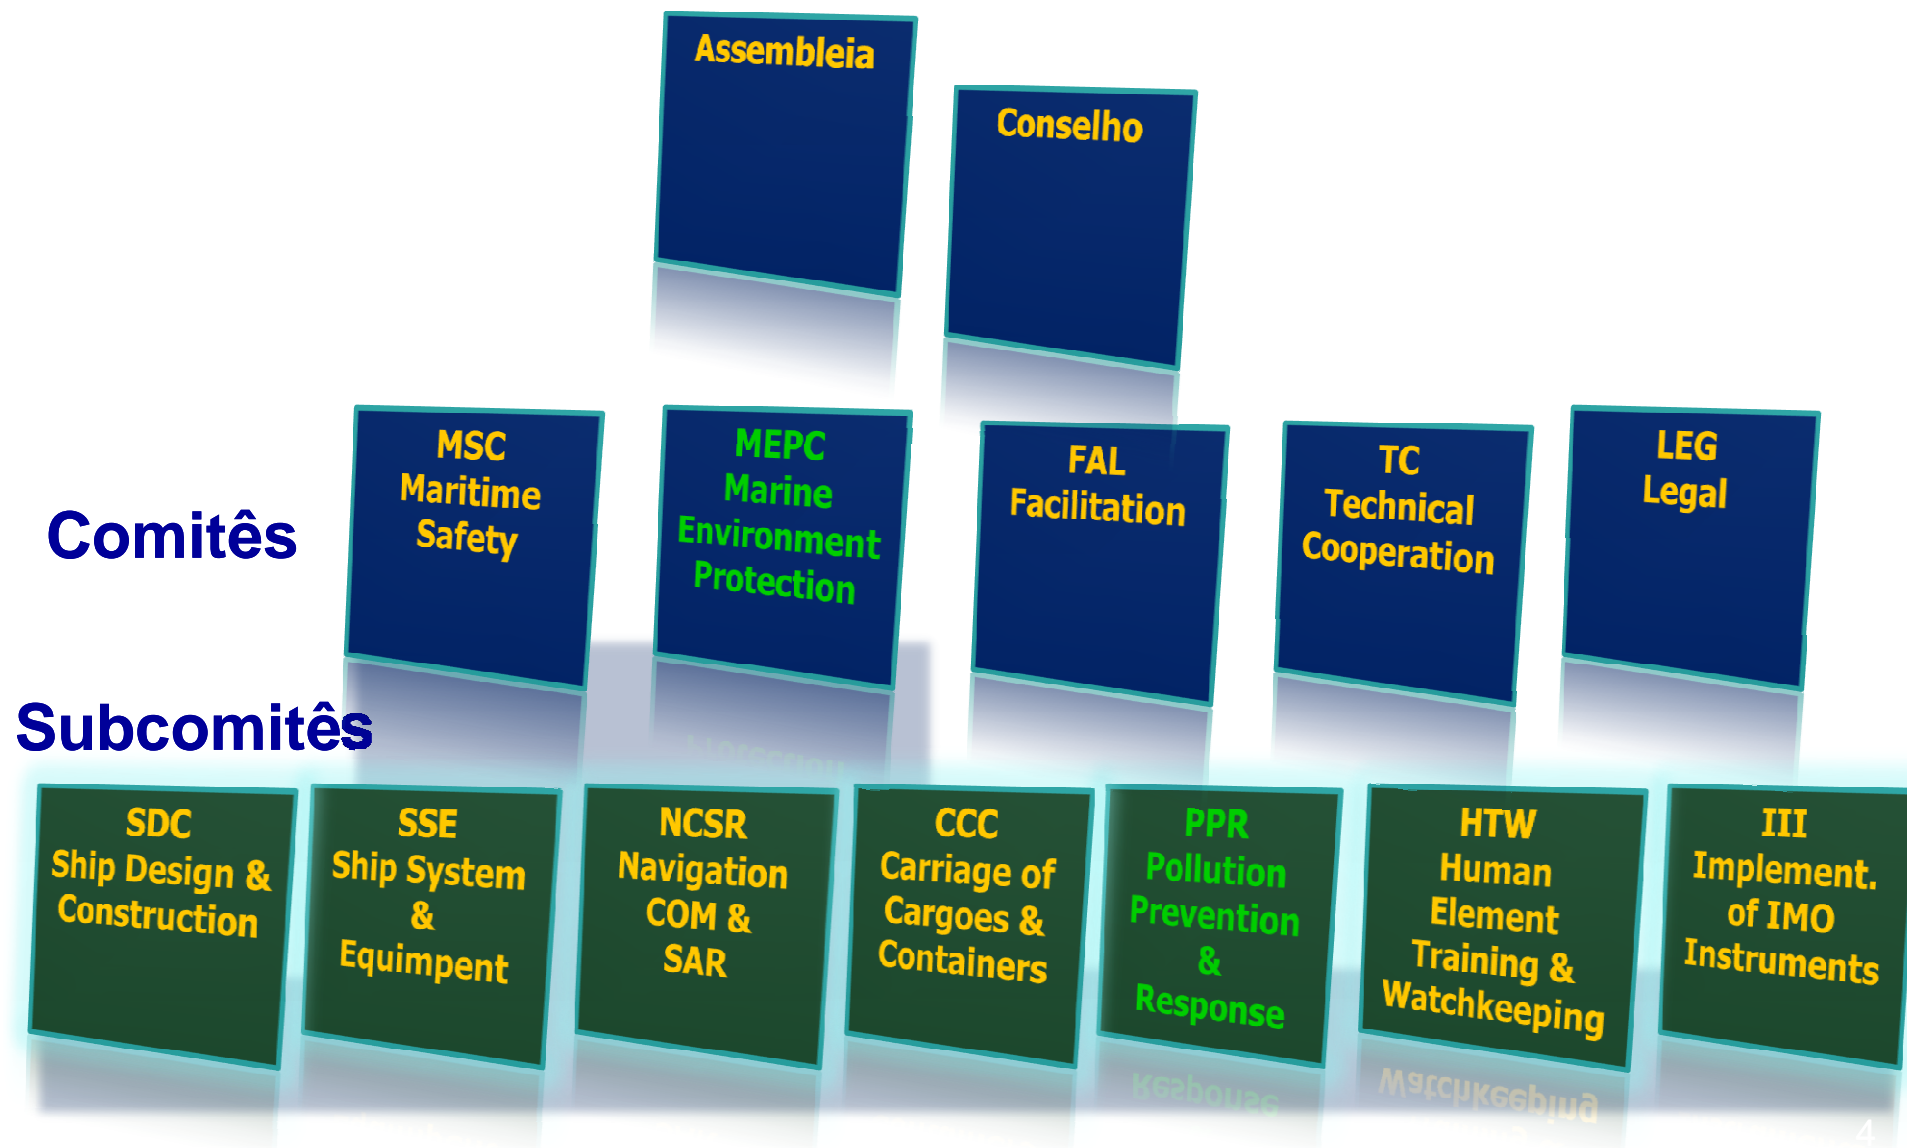 Assembleia
Conselho
Comitês
MSC
Maritime
Safety
MEPC
Marine
Environment
Protection
FAL
Facilitation
TC
Technical
Cooperation
LEG
Legal
Subcomitês
SDC
Ship Design &
Construction
SSE
Ship System
&
Equimpent
NCSR
Navigation
COM &
SAR
CCC
Carriage of
Cargoes &
Containers
PPR
Pollution
Prevention
&
Response
HTW
Human
Element
Training &
Watchkeeping
III
Implement.
of IMO
Instruments
4